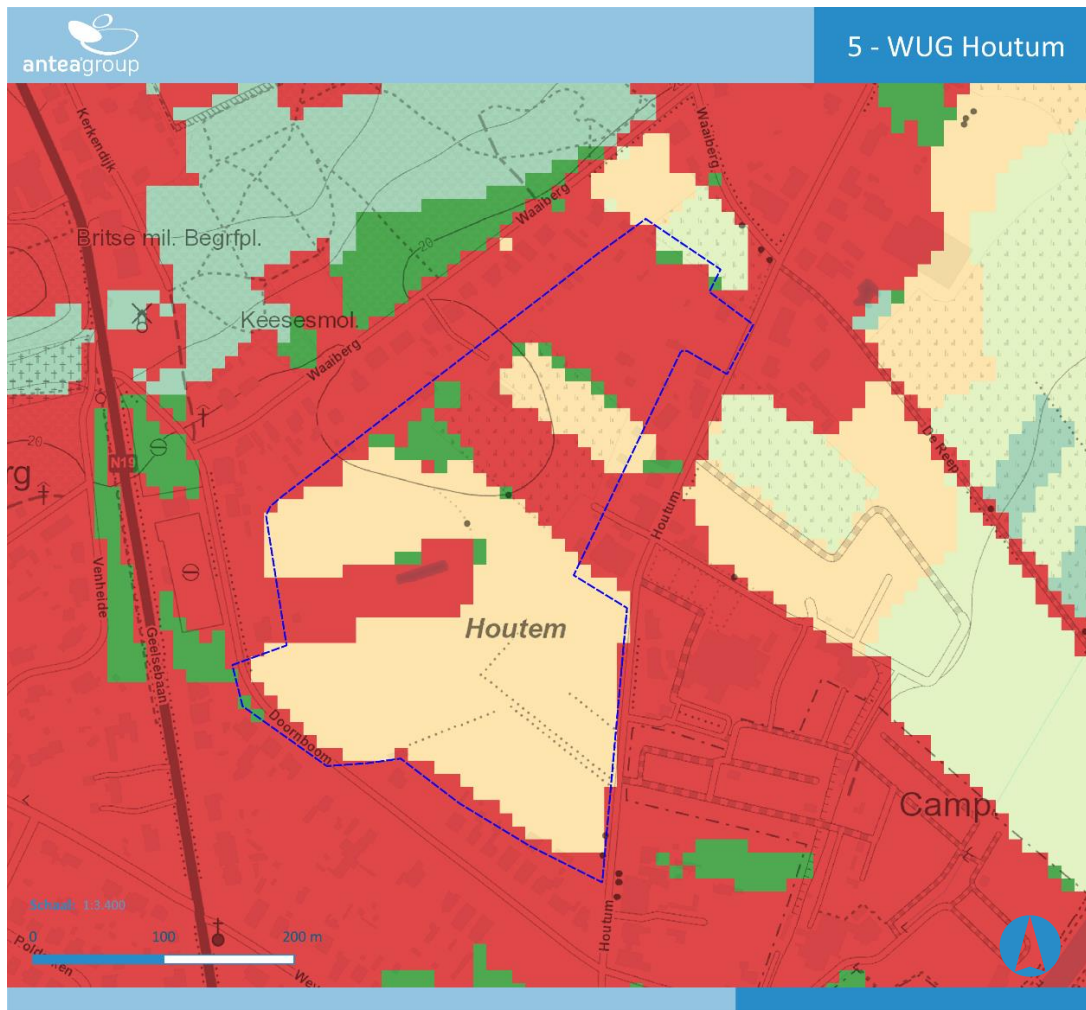 anteagroup
5 - WUG Houtum
Kerkendijk
Waaiberg
Waaiberg
Britse mil. Begrfpl.
20
Keesesmol.
Waaiberg
De Reep
20
rg
N19
Houtum
Venheide
Geelsebaan
Houtem
Doornboom
Camp.
Schaal: 1:3.400
0 100 200 m
Houtum